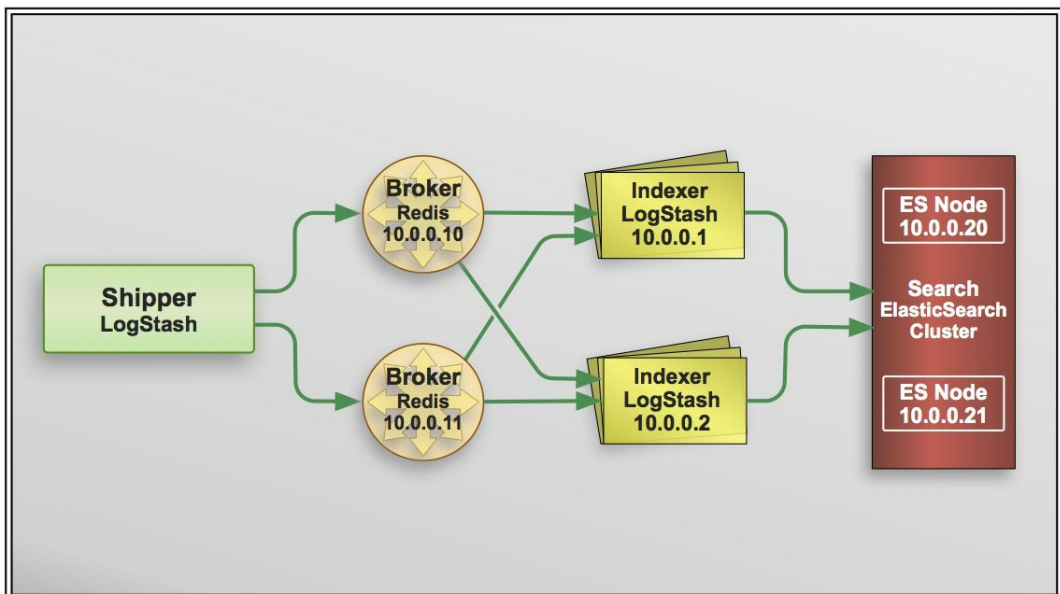 Shipper
LogStash
Broker
Redis
10.0.0.10
Broker
Redis
10.0.0.11
Indexer
LogStash
10.0.0.1
Indexer
LogStash
10.0.0.2
ES Node
10.0.0.20
Search
ElasticSearch
Cluster
ES Node
10.0.0.21